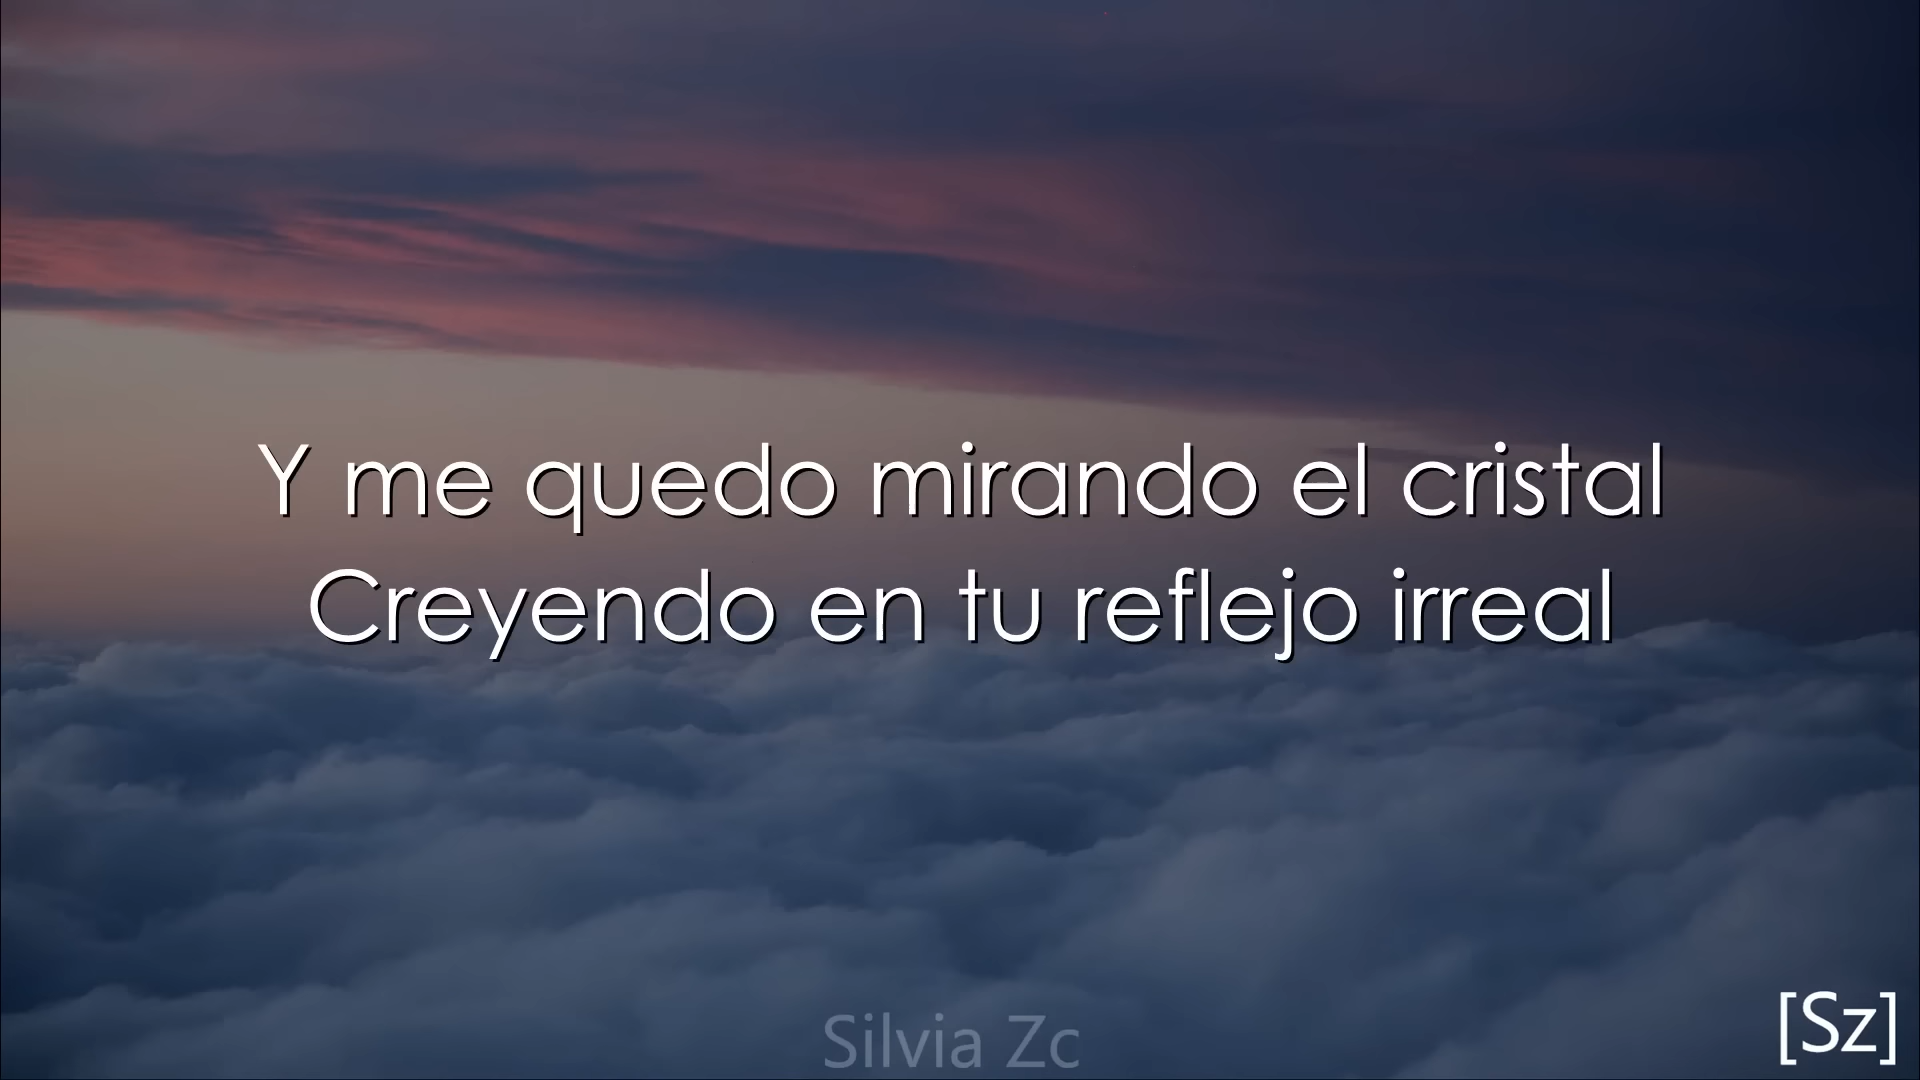 Y me quedo mirando el cristal
Creyendo en tu reflejo irreal
Silvia Zc
[Sz]